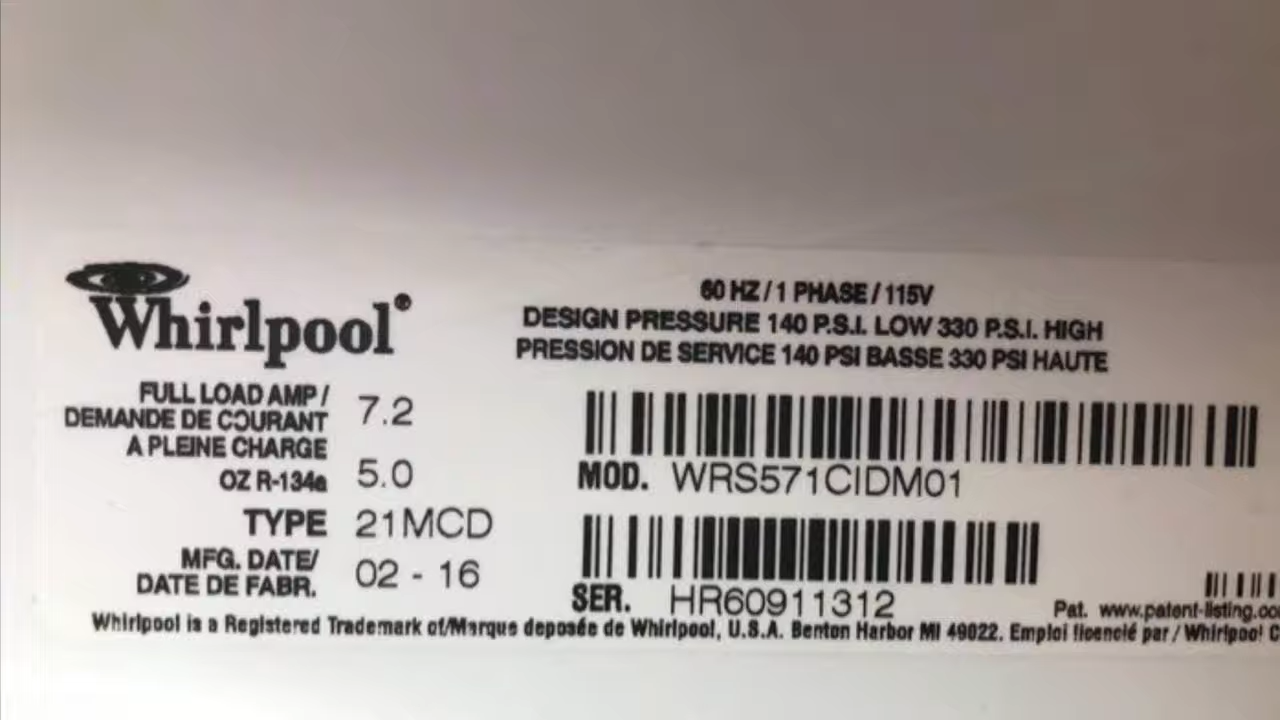 Whirlpool®
60 HZ / 1 PHASE / 115V
DESIGN PRESSURE 140 P.S.I. LOW 330 P.S.I. HIGH
PRESSION DE SERVICE 140 PSI BASSE 330 PSI HAUTE
FULL LOAD AMP /
DEMANDE DE COURANT 7.2
A PLEINE CHARGE
OZ R-134a 5.0
TYPE 21MCD
MFG. DATE/
DATE DE FABR. 02 - 16
MOD. WRS571CIDM01
SER. HR60911312
Pat. www.patent-listing.co
Whirlpool is a Registered Trademark of/Marque deposée de Whirlpool, U.S.A. Benton Harbor MI 49022. Emploi licencié par / Whirlpool C